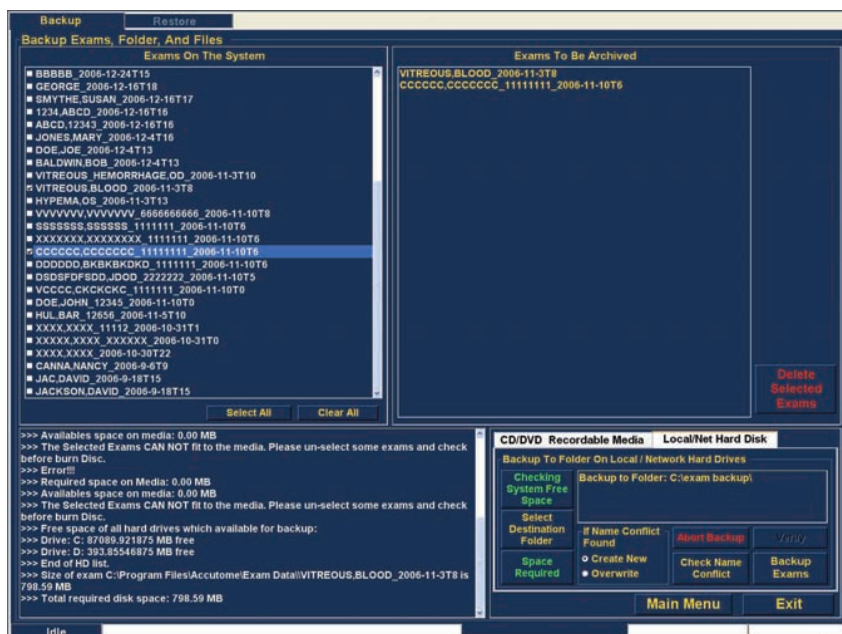 Backup
Restore
Backup Exams, Folder, And Files
Exams On The System
BBBBB_2006-12-24T15
GEORGE_2006-12-16T18
SMYTHE,SUSAN_2006-12-16T17
1234,ABCD_2006-12-16T16
ABCD,12343_2006-12-16T16
JONES,MARY_2006-12-4T16
DOE,JOE_2006-12-4T13
BALDWIN,BOB_2006-12-4T13
VITREOUS_HEMORRHAGE,OD_2006-11-3T10
VITREOUS,BLOOD_2006-11-3T8
HYPEMA,OS_2006-11-3T13
VVVVVVV,VVVVVVV_6666666666_2006-11-10T8
SSSSSSS,SSSSSS_1111111_2006-11-10T6
XXXXXXX,XXXXXXXX_1111111_2006-11-10T6
CCCCCC,CCCCCCC_11111111_2006-11-10T6
DDDDDD,BKBKBKDKD_1111111_2006-11-10T6
DSDSFDFSDD,JDOD_2222222_2006-11-10T5
VCCCC,CKCKCKC_1111111_2006-11-10T0
DOE,JOHN_12345_2006-11-10T0
HUL,BAR_12656_2006-11-5T10
XXXX,XXXX_11112_2006-10-31T1
XXXXX,XXXX_XXXXXX_2006-10-31T0
XXXX,XXXX_2006-10-30T22
CANNA,NANCY_2006-9-6T9
JAC,DAVID_2006-9-18T15
JACKSON,DAVID_2006-9-18T15
Select All
Clear All
Exams To Be Archived
VITREOUS,BLOOD_2006-11-3T8
CCCCCC,CCCCCCC_11111111_2006-11-10T6
Delete
Selected
Exams
>>> Availables space on media: 0.00 MB
>>> The Selected Exams CAN NOT fit to the media. Please un-select some exams and check
before burn Disc.
>>> Error!!!
>>> Required space on Media: 0.00 MB
>>> Availables space on media: 0.00 MB
>>> The Selected Exams CAN NOT fit to the media. Please un-select some exams and check
before burn Disc.
>>> Free space of all hard drives which available for backup:
>>> Drive: C: 87089.921875 MB free
>>> Drive: D: 393.85546875 MB free
>>> End of HD list.
>>> Size of exam C:\Program Files\Accutome\Exam Data\\VITREOUS,BLOOD_2006-11-3T8 is
798.59 MB
>>> Total required disk space: 798.59 MB
CD/DVD Recordable Media
Local/Net Hard Disk
Backup To Folder On Local / Network Hard Drives
Checking
System Free
Space
Backup to Folder: C:\exam backup\
Select
Destination
Folder
Space
Required
If Name Conflict
Found
Create New
Overwrite
Abort Backup
Verify
Check Name
Conflict
Backup
Exams
Main Menu
Exit
Idle